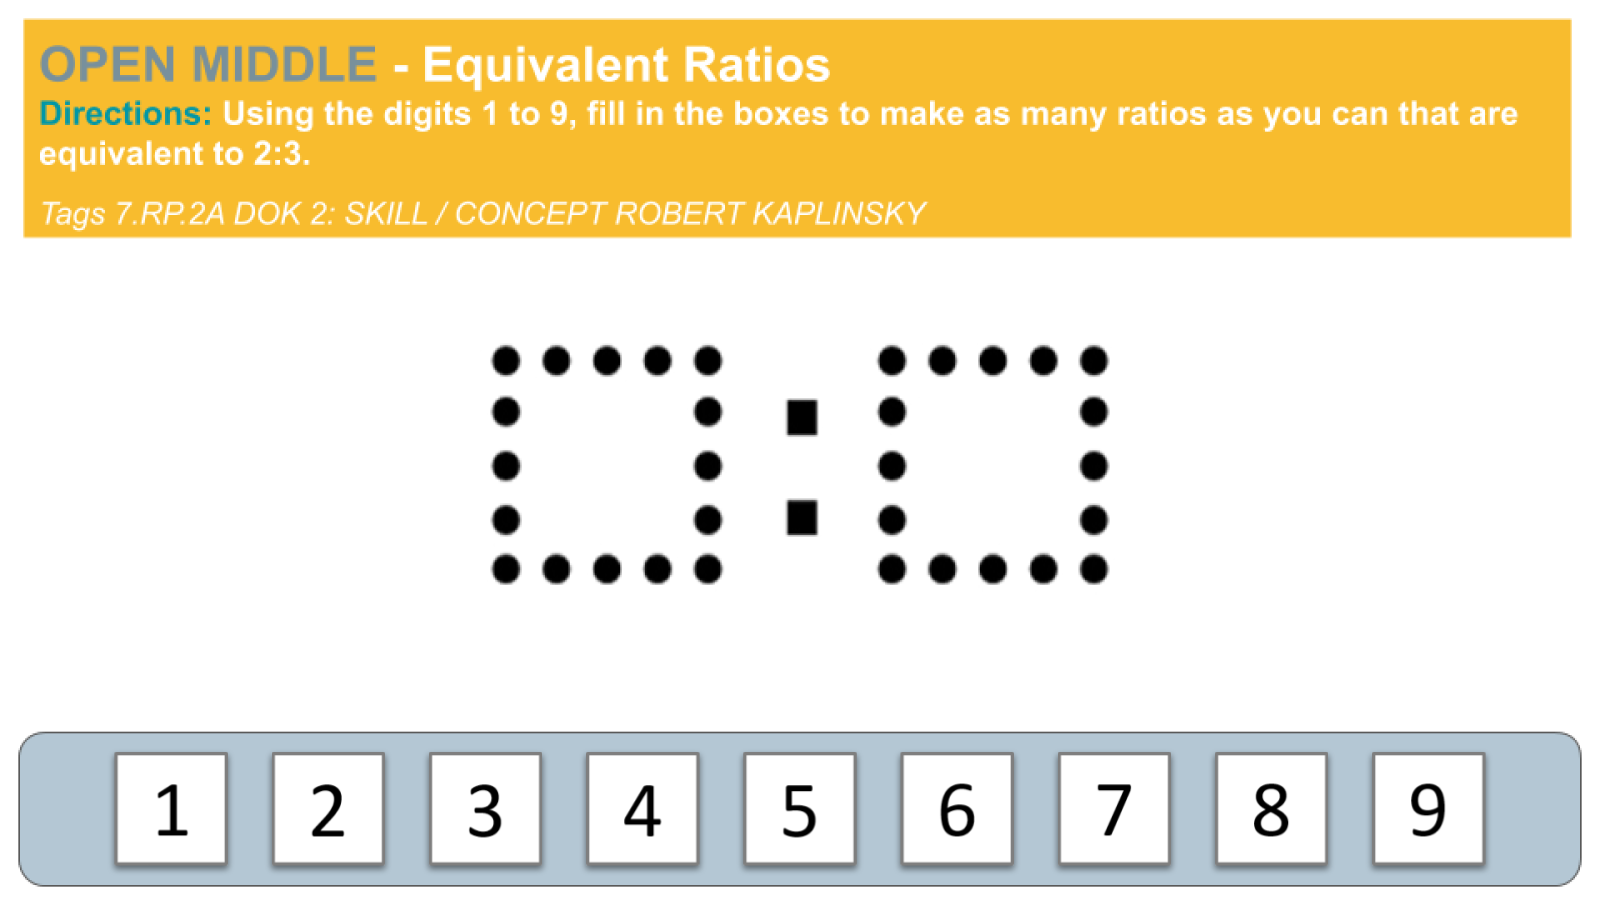 OPEN MIDDLE - Equivalent Ratios
Directions: Using the digits 1 to 9, fill in the boxes to make as many ratios as you can that are
equivalent to 2:3.
Tags 7.RP.2A DOK 2: SKILL / CONCEPT ROBERT KAPLINSKY
:
1 2 3 4 5 6 7 8 9